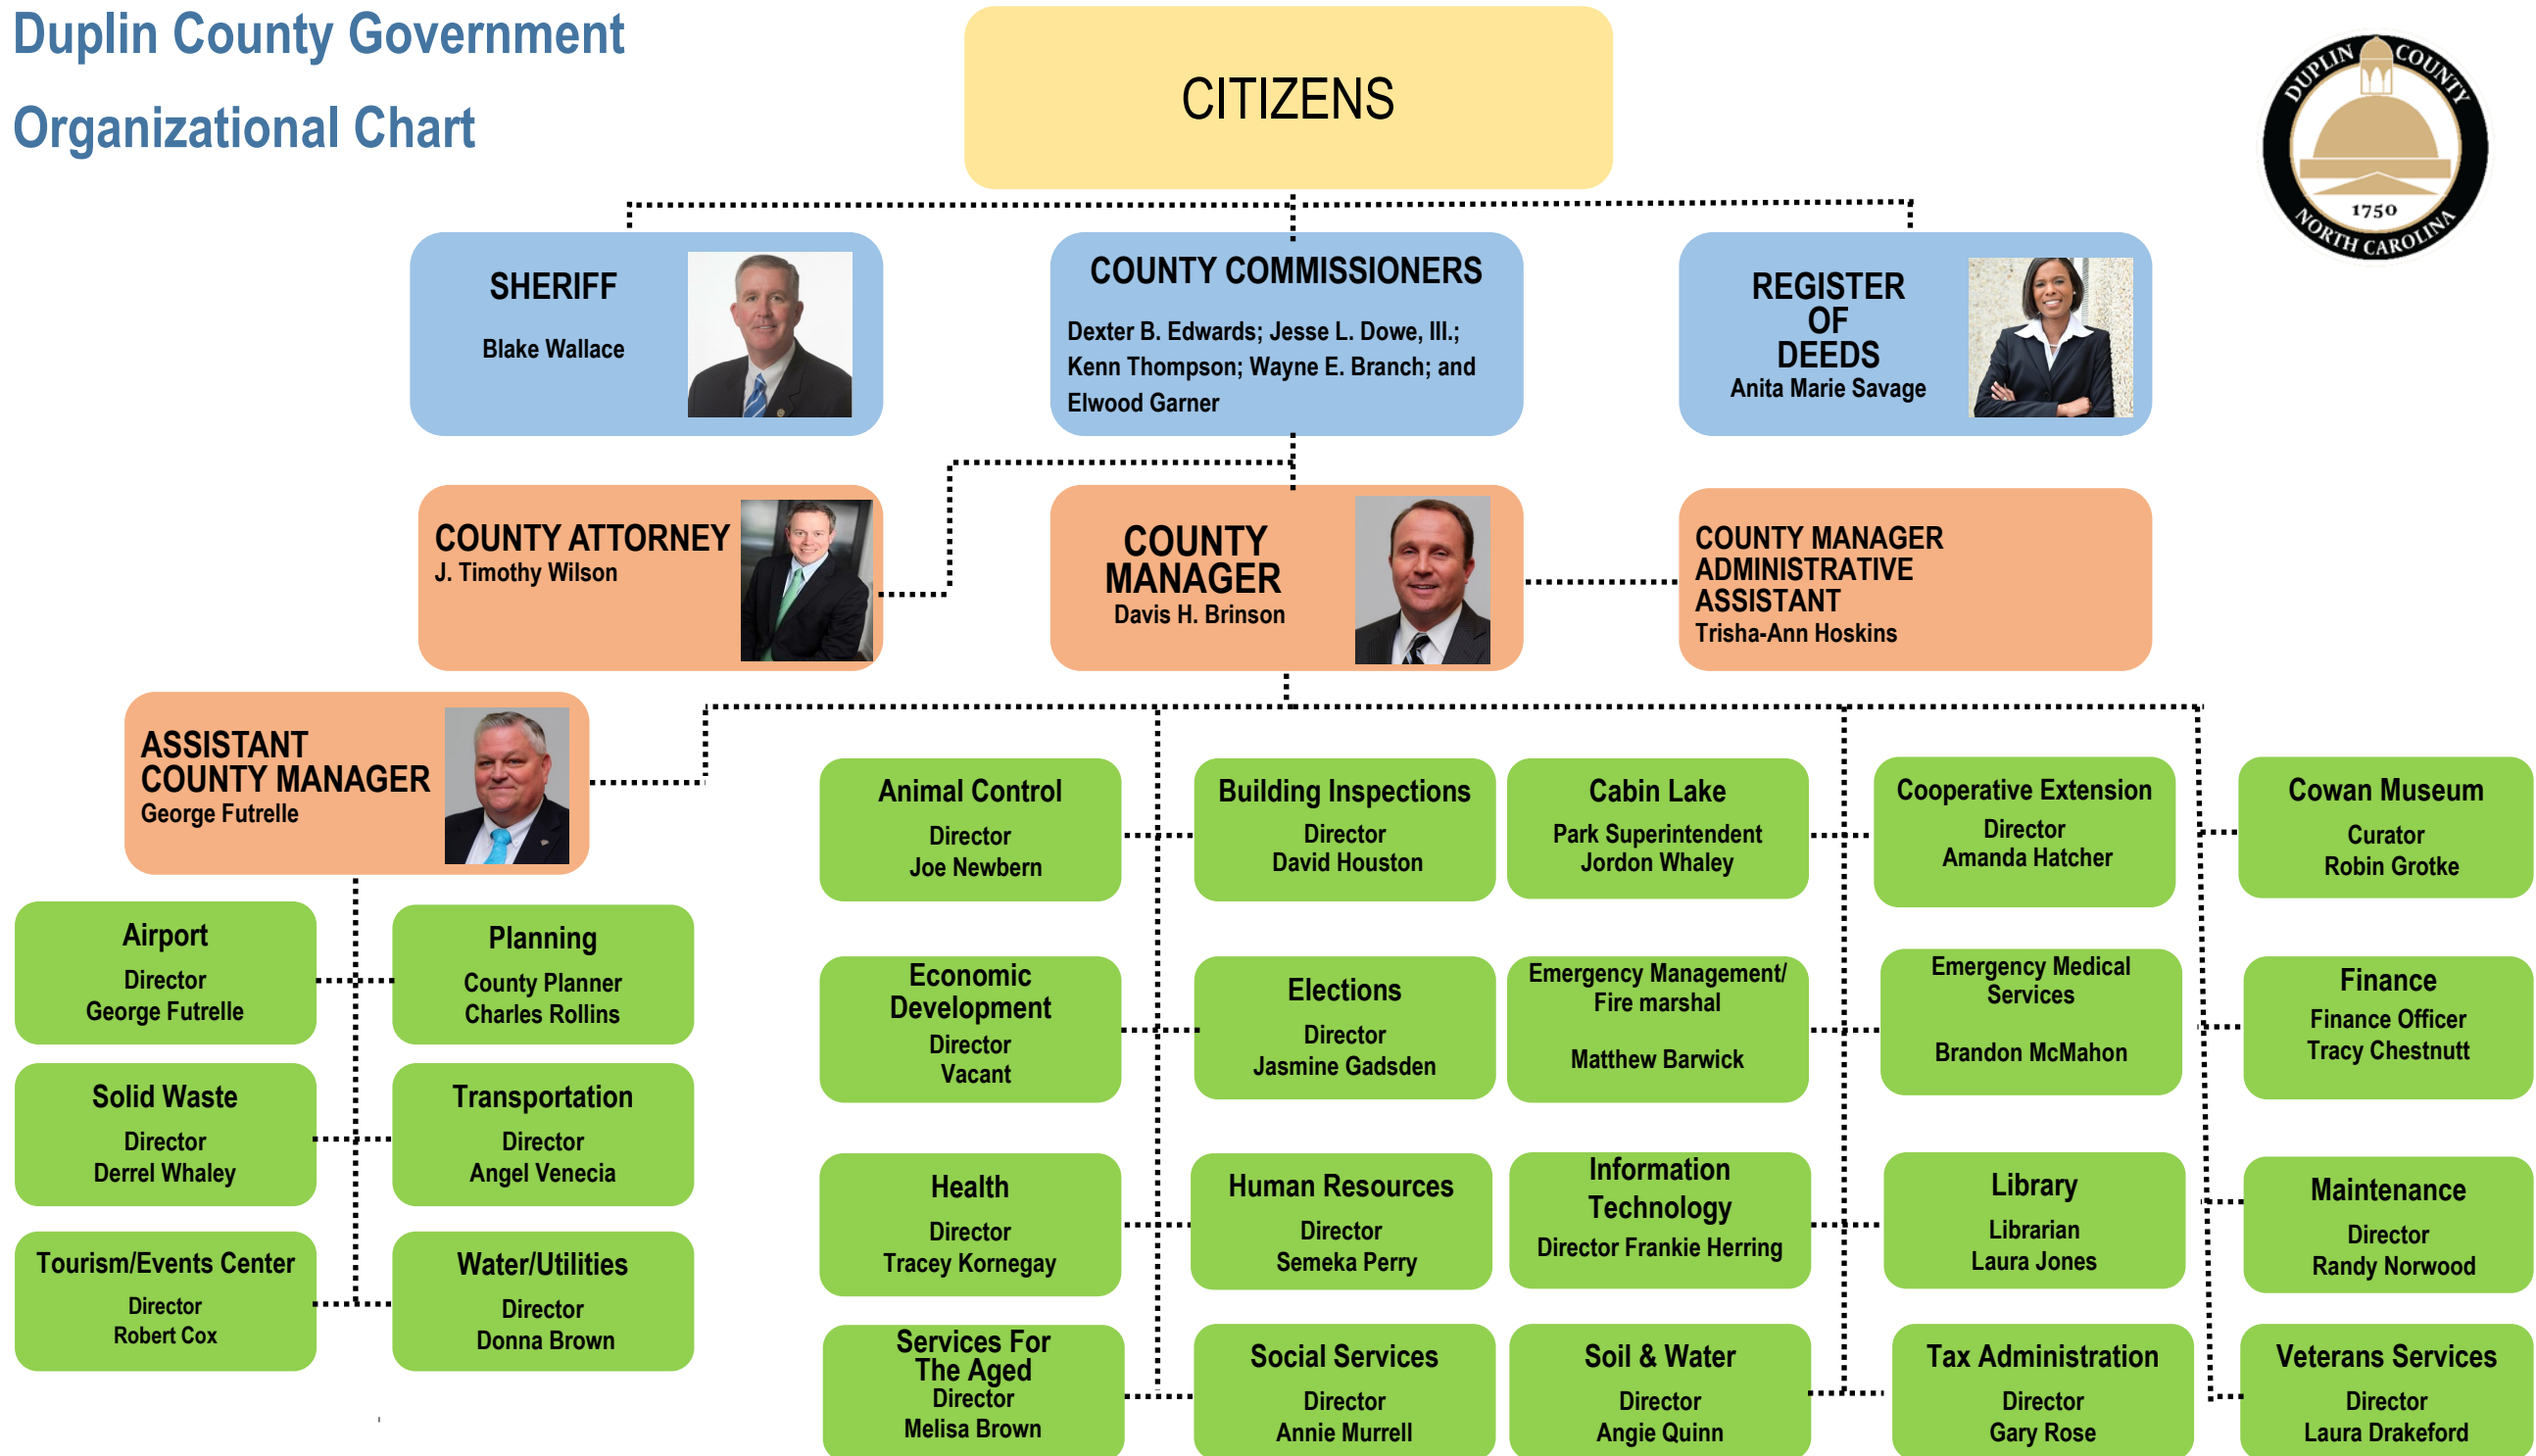 Duplin County Government
Organizational Chart
CITIZENS
DUPLIN COUNTY
1750
NORTH CAROLINA
SHERIFF
Blake Wallace
COUNTY COMMISSIONERS
Dexter B. Edwards; Jesse L. Dowe, III.;
Kenn Thompson; Wayne E. Branch; and
Elwood Garner
REGISTER
OF
DEEDS
Anita Marie Savage
COUNTY ATTORNEY
J. Timothy Wilson
COUNTY
MANAGER
Davis H. Brinson
COUNTY MANAGER
ADMINISTRATIVE
ASSISTANT
Trisha-Ann Hoskins
ASSISTANT
COUNTY MANAGER
George Futrelle
Airport
Director
George Futrelle
Planning
County Planner
Charles Rollins
Solid Waste
Director
Derrel Whaley
Transportation
Director
Angel Venecia
Tourism/Events Center
Director
Robert Cox
Water/Utilities
Director
Donna Brown
Animal Control
Director
Joe Newbern
Building Inspections
Director
David Houston
Cabin Lake
Park Superintendent
Jordon Whaley
Cooperative Extension
Director
Amanda Hatcher
Cowan Museum
Curator
Robin Grotke
Economic
Development
Director
Vacant
Elections
Director
Jasmine Gadsden
Emergency Management/
Fire marshal
Matthew Barwick
Emergency Medical
Services
Brandon McMahon
Finance
Finance Officer
Tracy Chestnutt
Health
Director
Tracey Kornegay
Human Resources
Director
Semeka Perry
Information
Technology
Director Frankie Herring
Library
Librarian
Laura Jones
Maintenance
Director
Randy Norwood
Services For
The Aged
Director
Melisa Brown
Social Services
Director
Annie Murrell
Soil & Water
Director
Angie Quinn
Tax Administration
Director
Gary Rose
Veterans Services
Director
Laura Drakeford